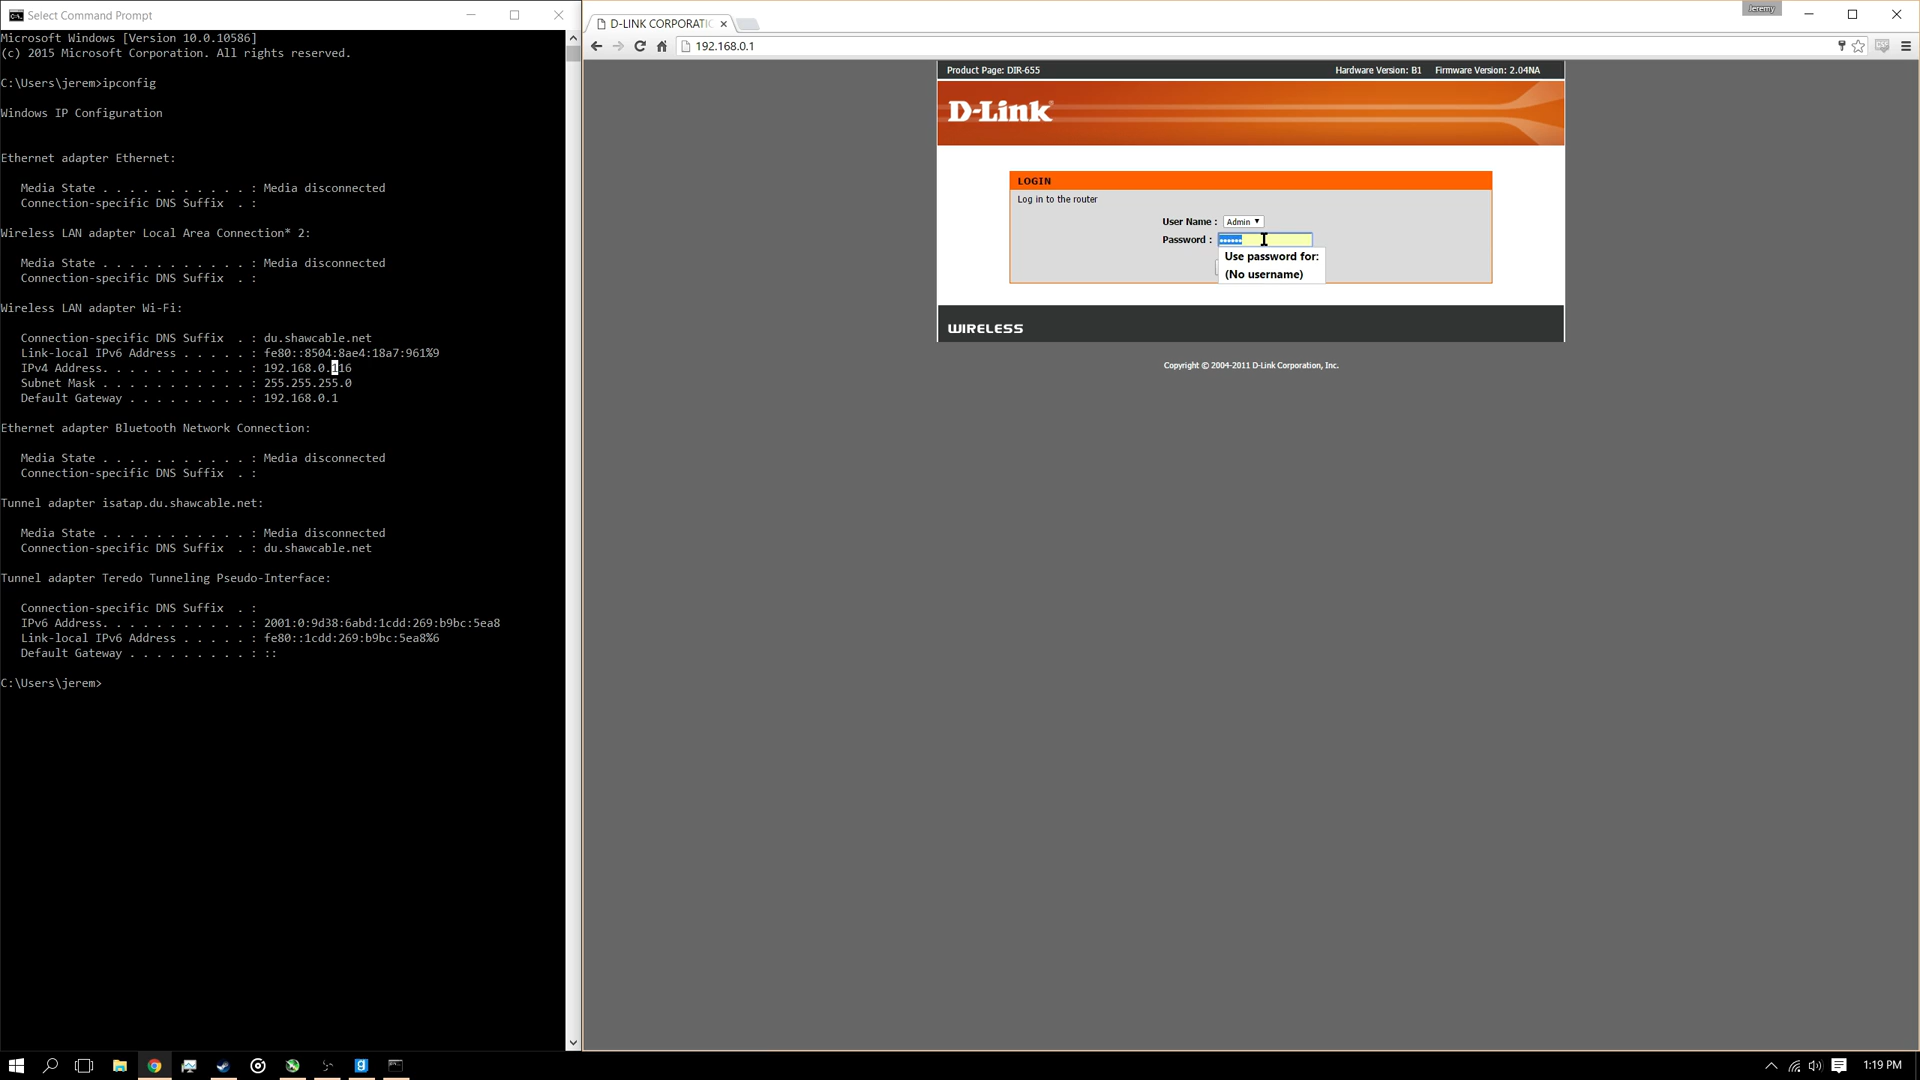 Select Command Prompt
Microsoft Windows [Version 10.0.10586]
(c) 2015 Microsoft Corporation. All rights reserved.
C:\Users\jerem>ipconfig
Windows IP Configuration
Ethernet adapter Ethernet:
Media State . . . . . . . . . . . : Media disconnected
Connection-specific DNS Suffix  . :
Wireless LAN adapter Local Area Connection* 2:
Media State . . . . . . . . . . . : Media disconnected
Connection-specific DNS Suffix  . :
Wireless LAN adapter Wi-Fi:
Connection-specific DNS Suffix  . : du.shawcable.net
Link-local IPv6 Address . . . . . : fe80::8504:8ae4:18a7:961%9
IPv4 Address. . . . . . . . . . . : 192.168.0.116
Subnet Mask . . . . . . . . . . . : 255.255.255.0
Default Gateway . . . . . . . . . : 192.168.0.1
Ethernet adapter Bluetooth Network Connection:
Media State . . . . . . . . . . . : Media disconnected
Connection-specific DNS Suffix  . :
Tunnel adapter isatap.du.shawcable.net:
Media State . . . . . . . . . . . : Media disconnected
Connection-specific DNS Suffix  . : du.shawcable.net
Tunnel adapter Teredo Tunneling Pseudo-Interface:
Connection-specific DNS Suffix  . :
IPv6 Address. . . . . . . . . . . : 2001:0:9d38:6abd:1cdd:269:b9bc:5ea8
Link-local IPv6 Address . . . . . : fe80::1cdd:269:b9bc:5ea8%6
Default Gateway . . . . . . . . . : ::
C:\Users\jerem>
Jeremy
D-LINK CORPORATIO
192.168.0.1
Product Page: DIR-655 Hardware Version: B1 Firmware Version: 2.04NA
D-Link
LOGIN
Log in to the router
User Name : Admin
Password : ••••••
Use password for:
(No username)
WIRELESS
Copyright © 2004-2011 D-Link Corporation, Inc.
1:19 PM